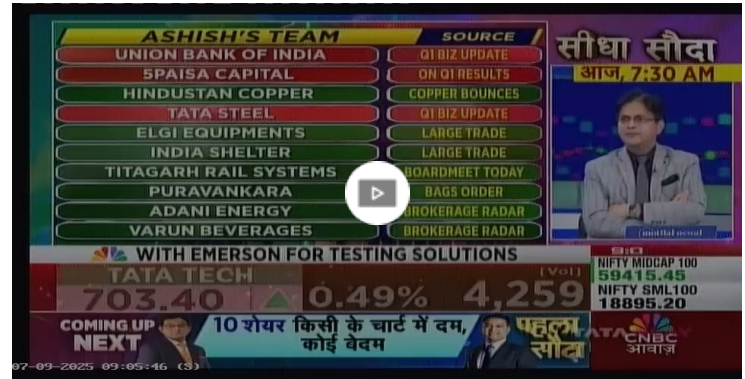 ASHISH'S TEAM SOURCE
UNION BANK OF INDIA Q1 BIZ UPDATE
5PAISA CAPITAL ON Q1 RESULTS
HINDUSTAN COPPER COPPER BOUNCES
TATA STEEL Q1 BIZ UPDATE
ELGI EQUIPMENTS LARGE TRADE
INDIA SHELTER LARGE TRADE
TITAGARH RAIL SYSTEMS BOARDMEET TODAY
PURAVANKARA BAGS ORDER
ADANI ENERGY BROKERAGE RADAR
VARUN BEVERAGES BROKERAGE RADAR
सीधा सौदा
आज, 7:30 AM
WITH EMERSON FOR TESTING SOLUTIONS
TATA TECH [Vol]
703.40 0.49% 4,259
NIFTY MIDCAP 100
59415.45
NIFTY SML100
18895.20
COMING UP NEXT
10 शेयर किसी के चार्ट में दम,
कोई बेदम
पहला सौदा
CNBC
आवाज़
07-09-2025 09:05:46 (S)